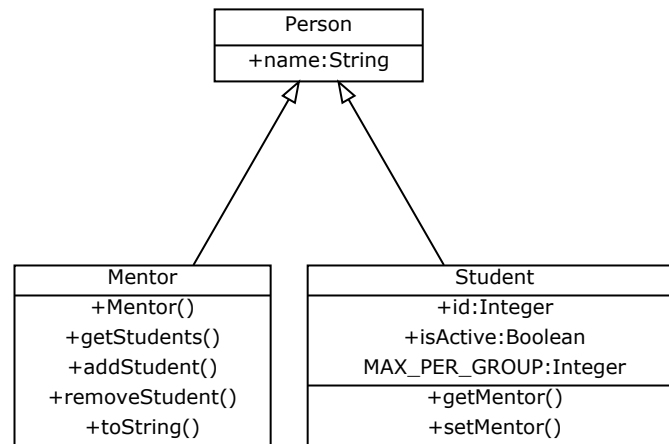 Person
+name:String
Mentor
+Mentor()
+getStudents()
+addStudent()
+removeStudent()
+toString()
Student
+id:Integer
+isActive:Boolean
MAX_PER_GROUP:Integer
+getMentor()
+setMentor()